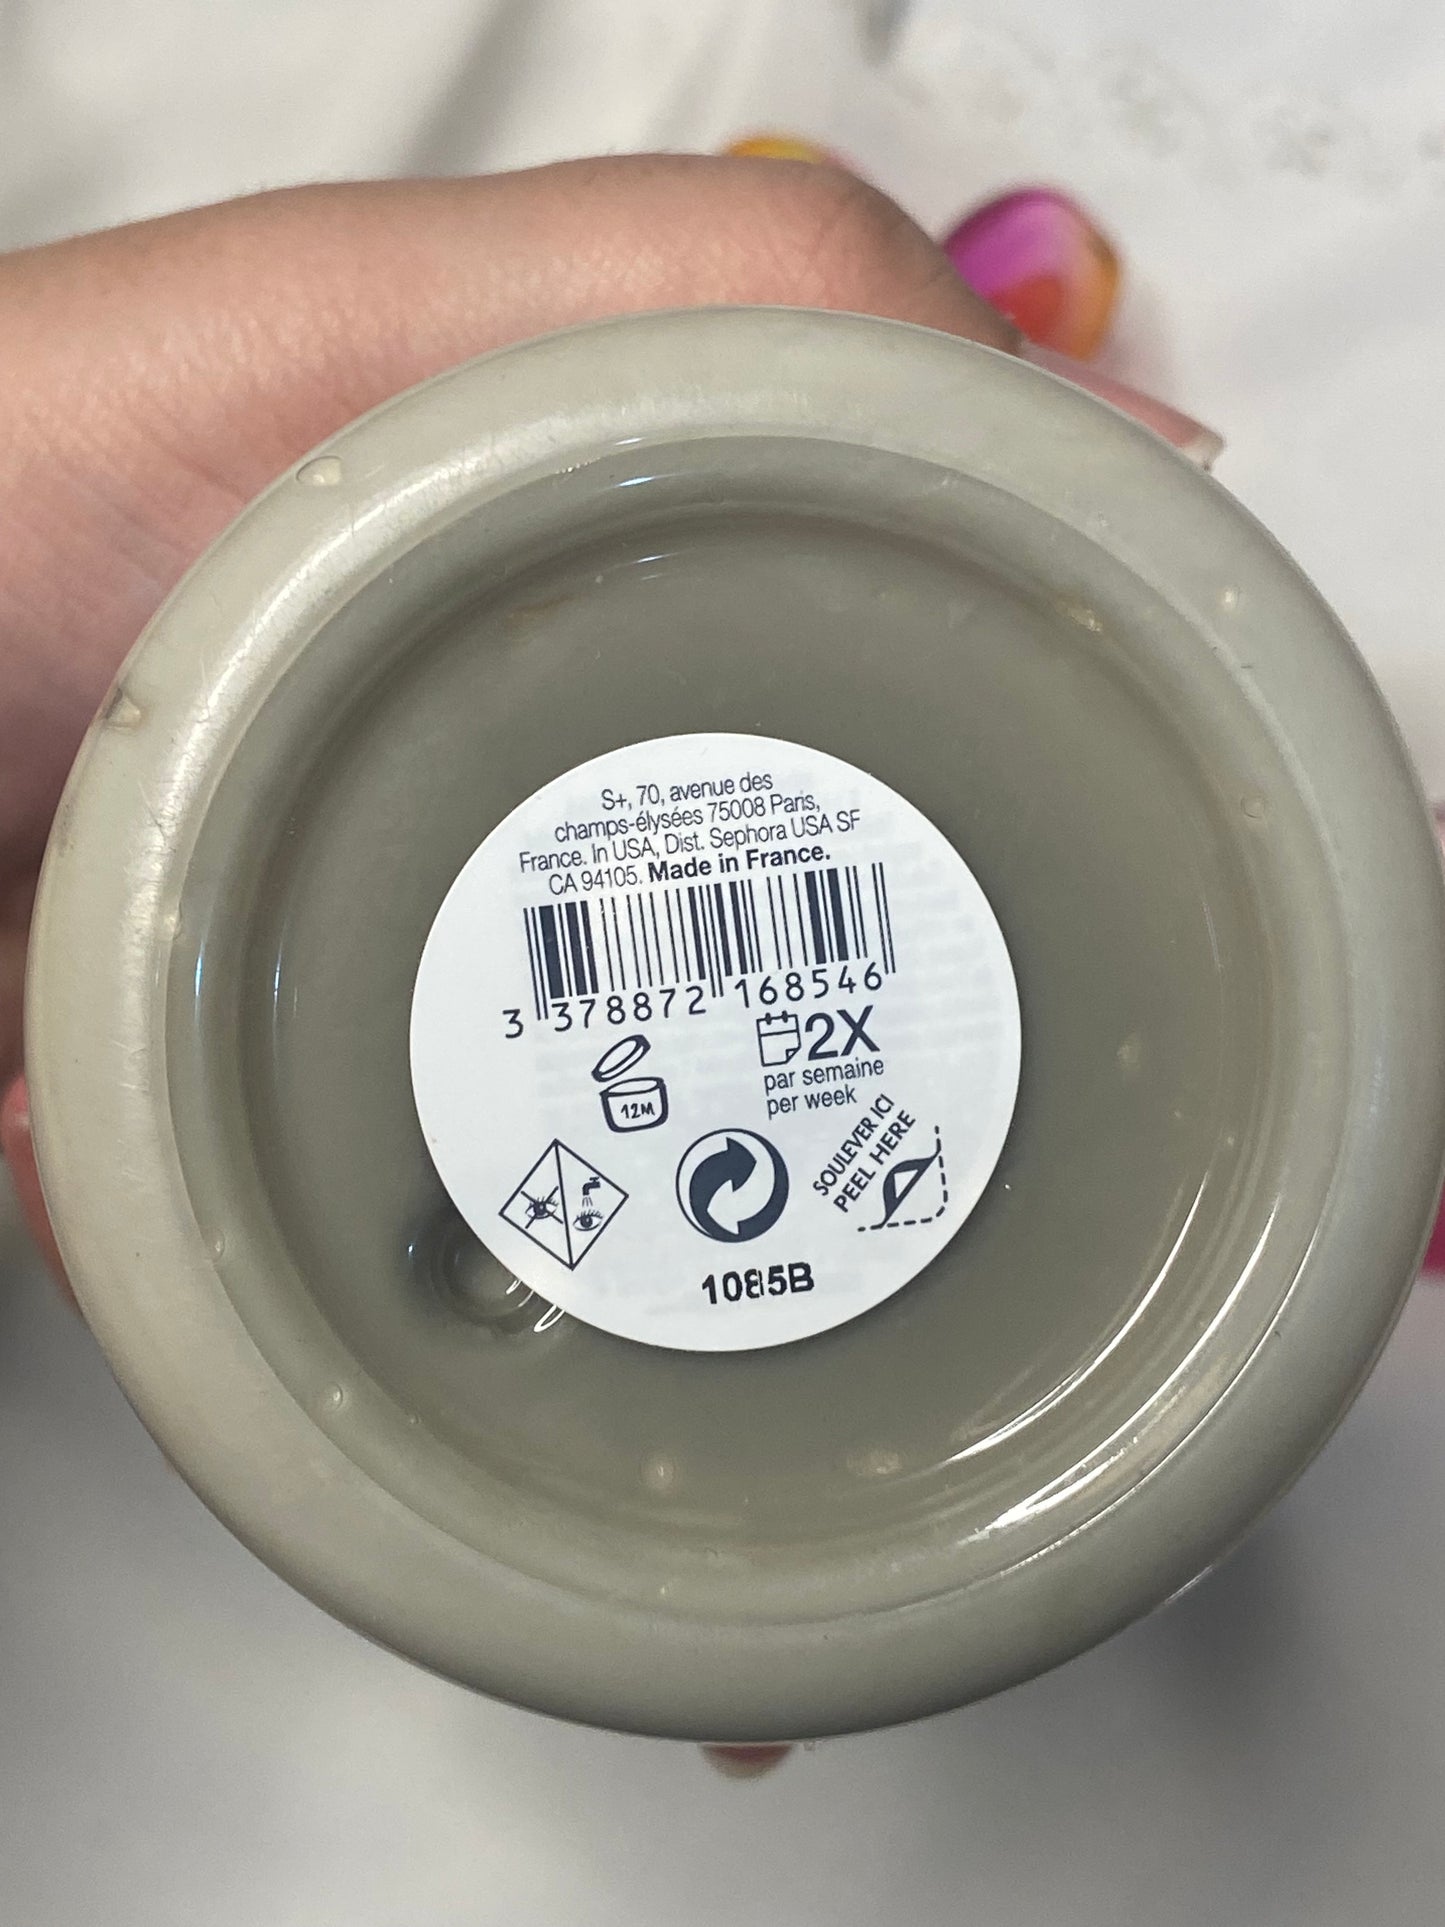 S+, 70, avenue des
champs-élysées 75008 Paris,
France. In USA, Dist. Sephora USA SF
CA 94105. Made in France.
3 378872 168546
2X
par semaine
per week
12M
SOULEVER ICI
PEEL HERE
1085B